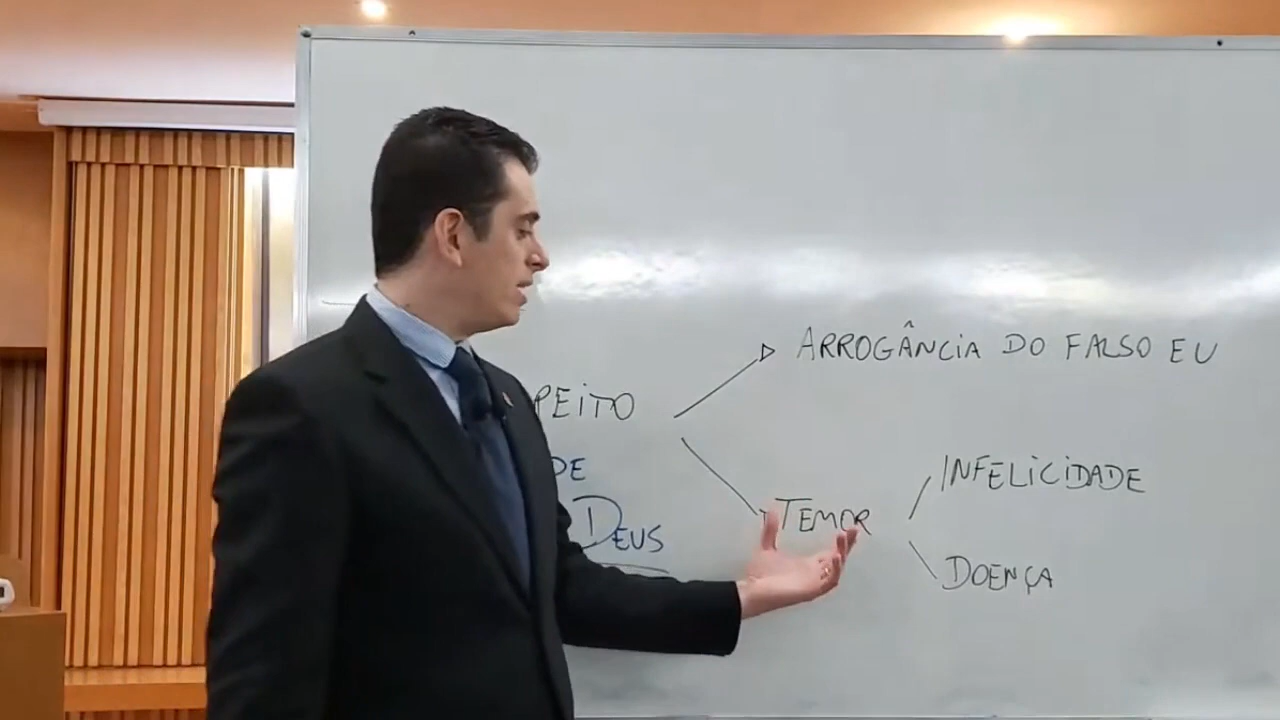 ARROGÂNCIA DO FALSO EU
PEITO
DE
DEUS
TEMOR
INFELICIDADE
DOENÇA